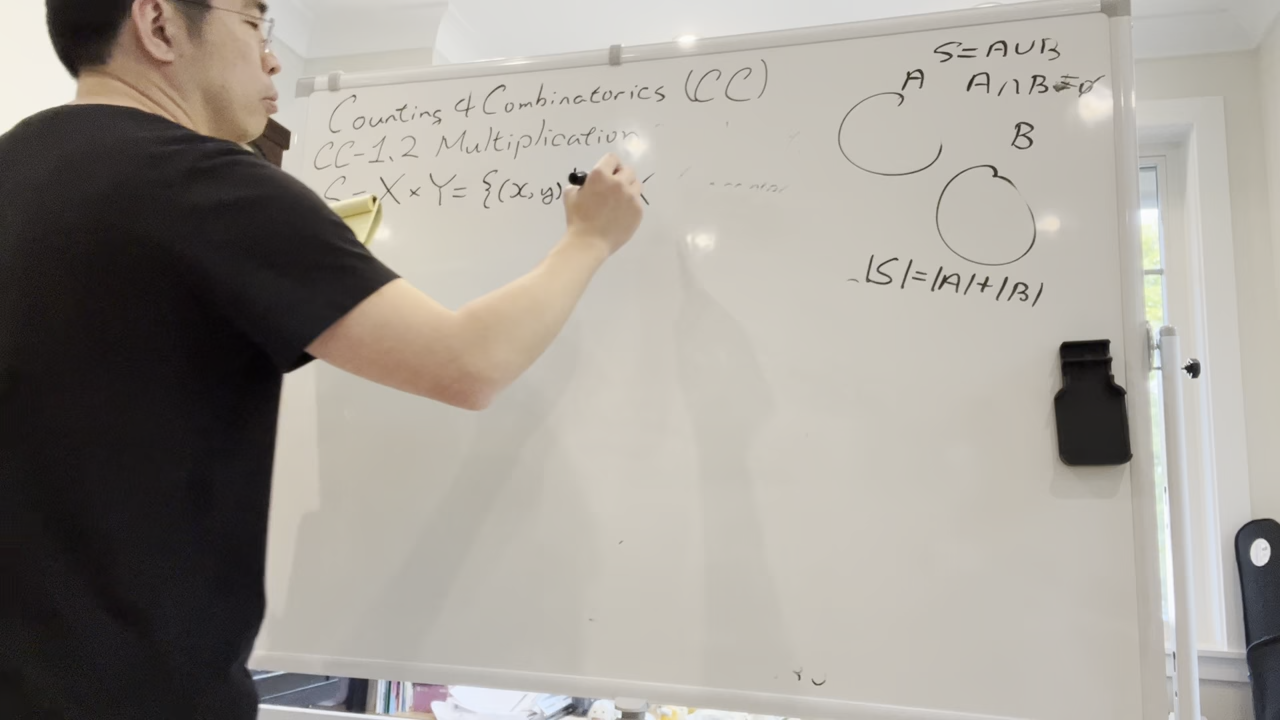 Counting & Combinatorics (CC)
CC-1.2 Multiplication
S = X × Y = {(x, y)
S = A ∪ B
A ∩ B = ∅
A
B
|S| = |A| + |B|